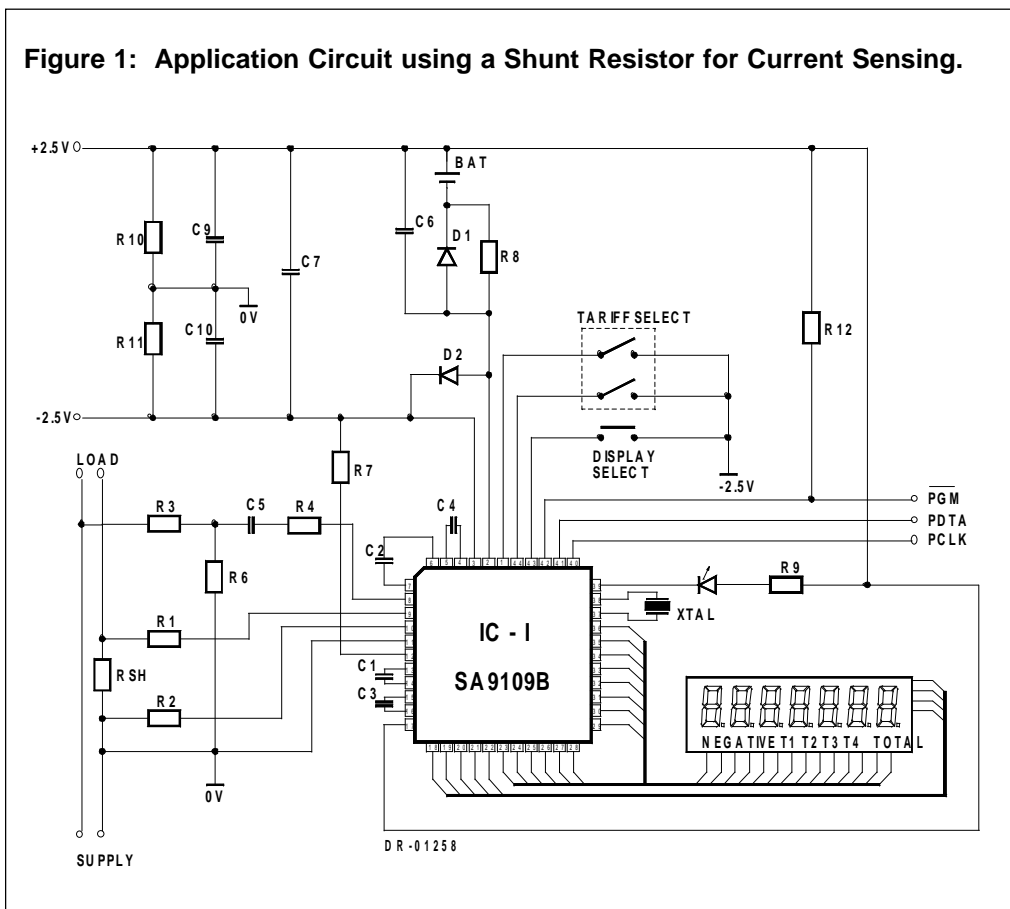 Figure 1: Application Circuit using a Shunt Resistor for Current Sensing.
+2.5V
BAT
C9
C6
D1
R10
R8
C7
0V
TARIFF SELECT
R11
C10
R12
D2
-2.5V
LOAD
R7
DISPLAY
SELECT
-2.5V
PGM
R3
C5
R4
C4
PDTA
C2
PCLK
R6
R9
R1
IC - I
XTAL
RSH
C1
SA9109B
R2
C3
NEGATIVE T1 T2 T3 T4 TOTAL
0V
DR-01258
SUPPLY